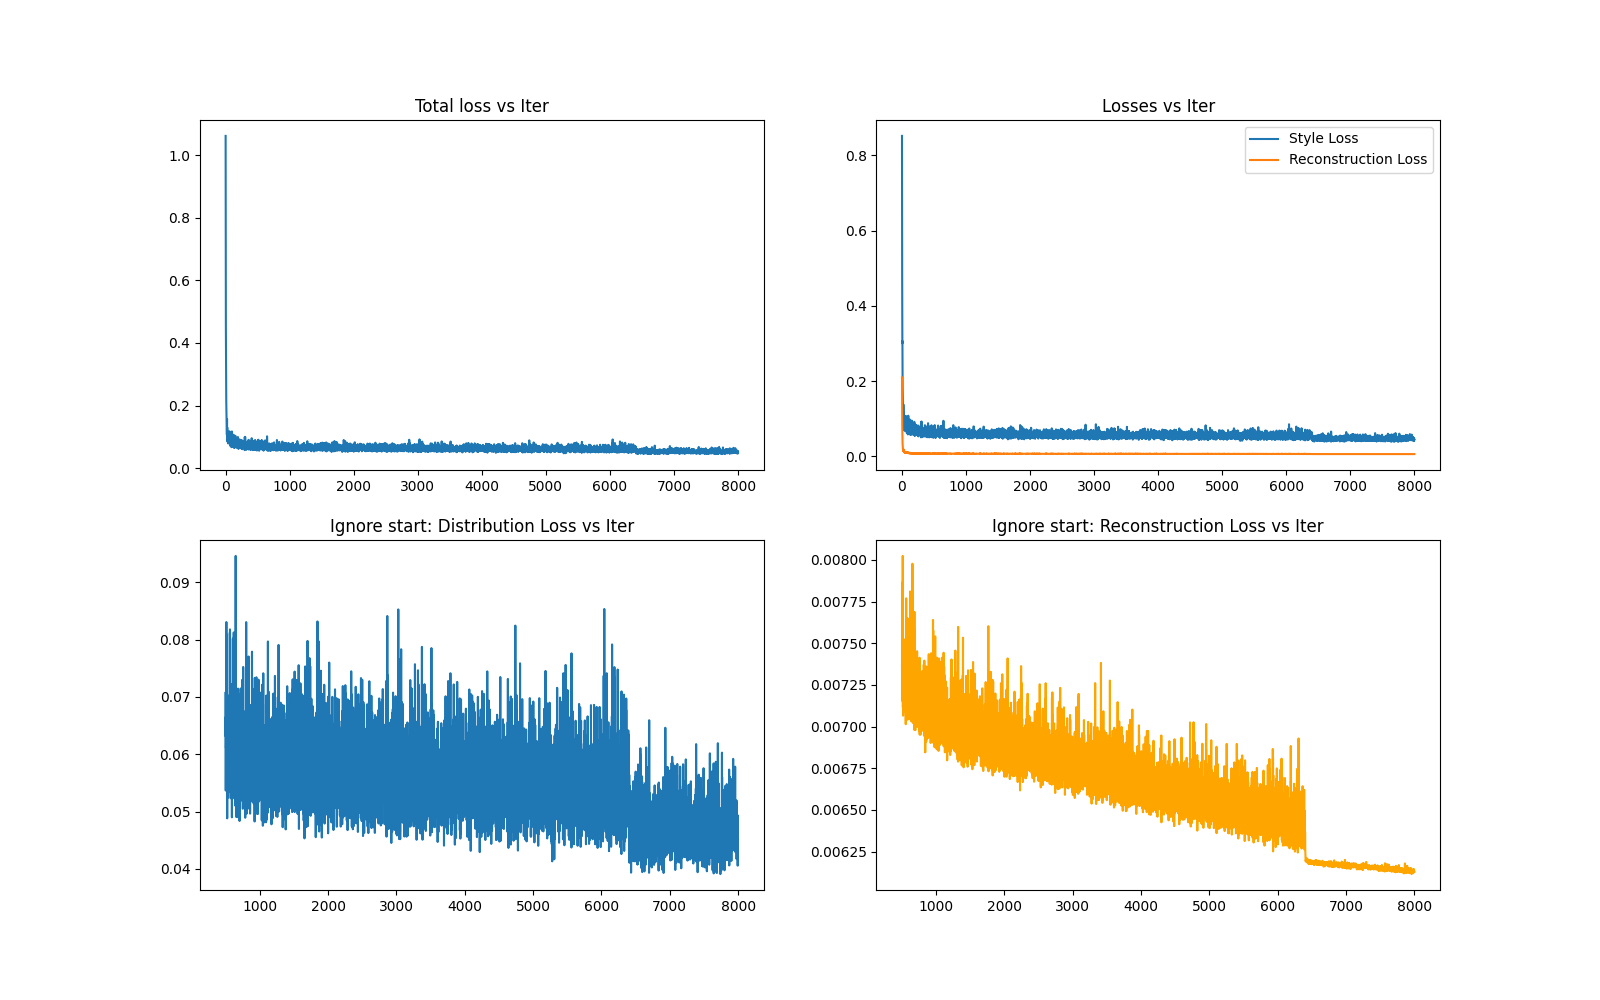 Total loss vs Iter
1.0
0.8
0.6
0.4
0.2
0.0
0 1000 2000 3000 4000 5000 6000 7000 8000
Losses vs Iter
Style Loss
Reconstruction Loss
0.8
0.6
0.4
0.2
0.0
0 1000 2000 3000 4000 5000 6000 7000 8000
Ignore start: Distribution Loss vs Iter
0.09
0.08
0.07
0.06
0.05
0.04
1000 2000 3000 4000 5000 6000 7000 8000
Ignore start: Reconstruction Loss vs Iter
0.00800
0.00775
0.00750
0.00725
0.00700
0.00675
0.00650
0.00625
1000 2000 3000 4000 5000 6000 7000 8000